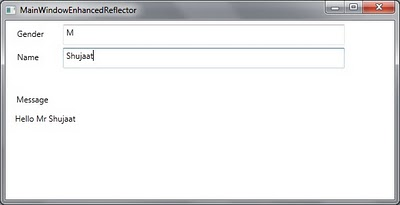 MainWindowEnhancedReflector
Gender M
Name Shujaat
Message
Hello Mr Shujaat